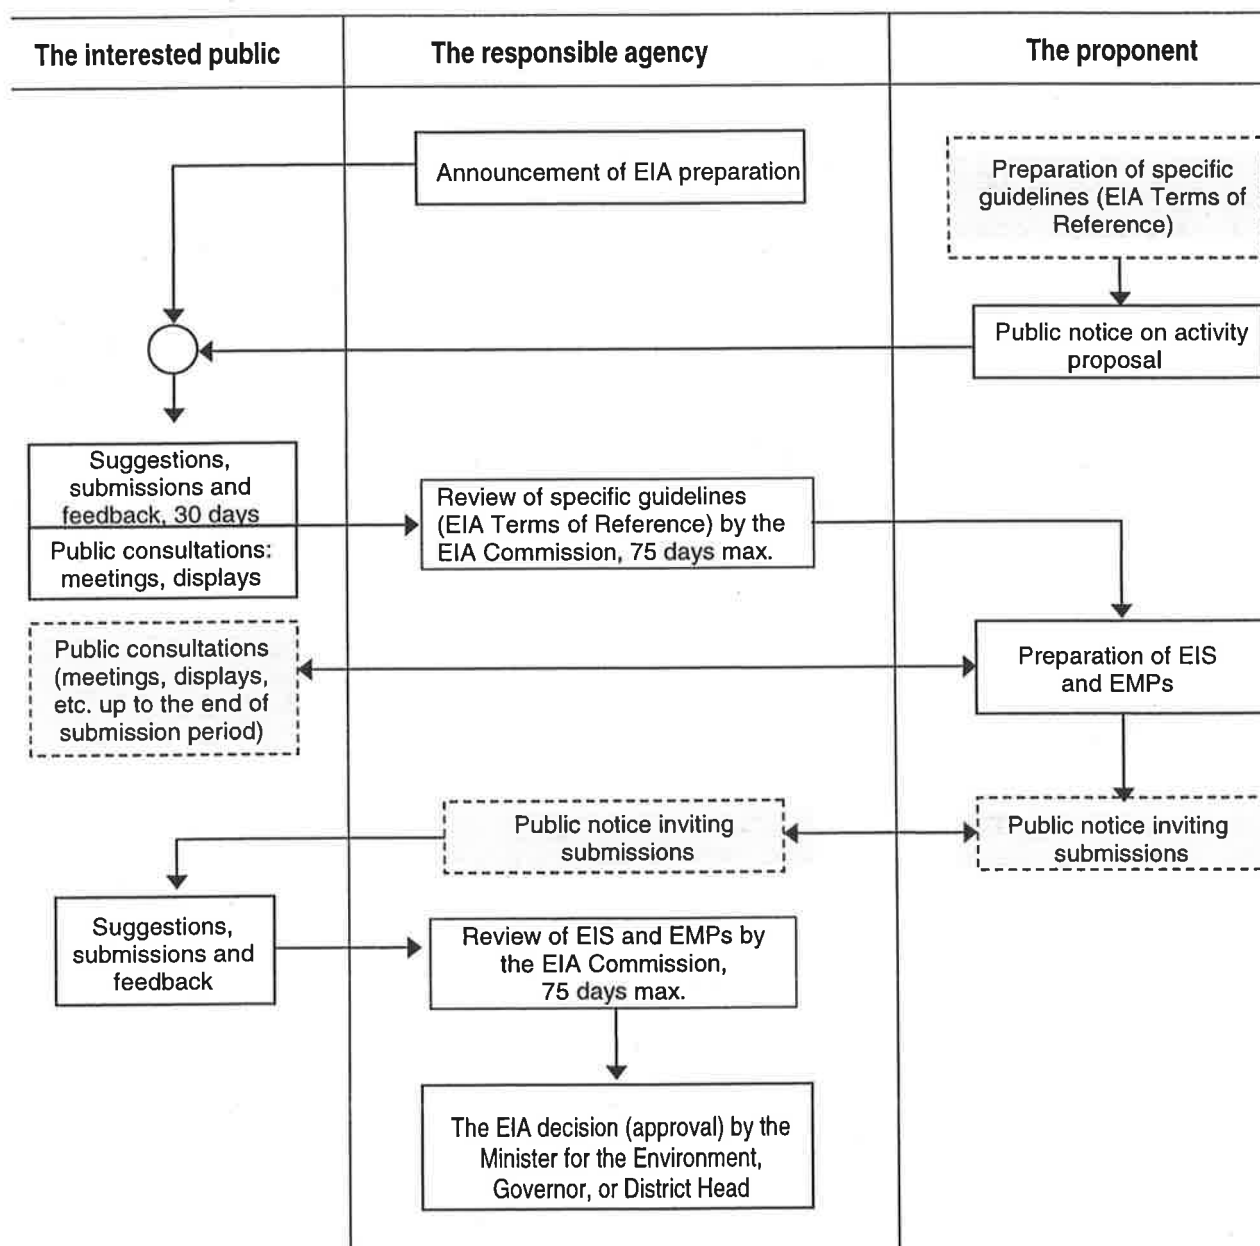 The interested public
The responsible agency
The proponent
Announcement of EIA preparation
Preparation of specific
guidelines (EIA Terms of
Reference)
Public notice on activity
proposal
Suggestions,
submissions and
feedback, 30 days
Public consultations:
meetings, displays
Review of specific guidelines
(EIA Terms of Reference) by the
EIA Commission, 75 days max.
Public consultations
(meetings, displays,
etc. up to the end of
submission period)
Preparation of EIS
and EMPs
Public notice inviting
submissions
Public notice inviting
submissions
Suggestions,
submissions and
feedback
Review of EIS and EMPs by
the EIA Commission,
75 days max.
The EIA decision (approval) by the
Minister for the Environment,
Governor, or District Head